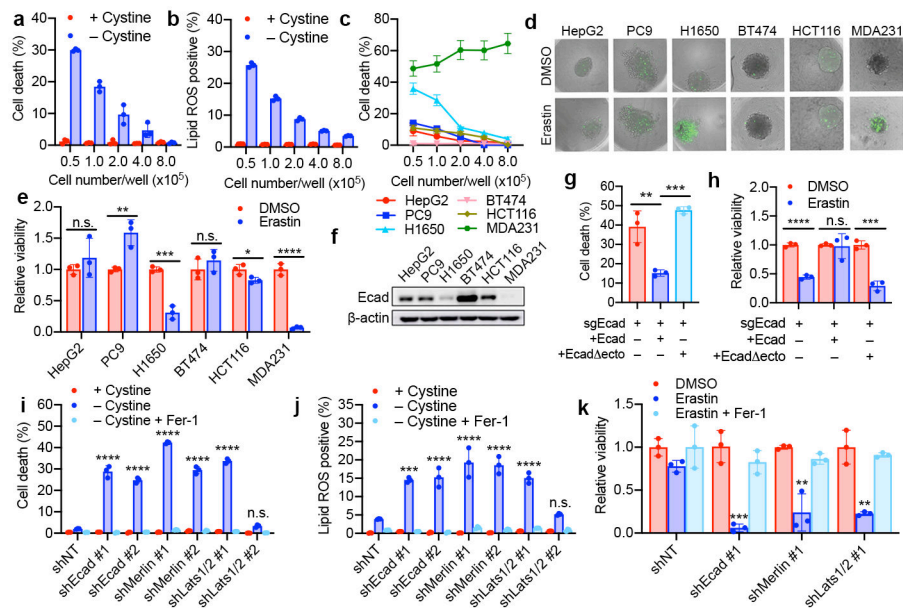 a
+ Cystine
– Cystine
Cell death (%)
40
30
20
10
0
0.5 1.0 2.0 4.0 8.0
Cell number/well (x10⁵)
b
+ Cystine
– Cystine
Lipid ROS positive (%)
40
30
20
10
0
0.5 1.0 2.0 4.0 8.0
Cell number/well (x10⁵)
c
Cell death (%)
80
60
40
20
0
0.5 1.0 2.0 4.0 8.0
Cell number/well (x10⁵)
HepG2
PC9
H1650
BT474
HCT116
MDA231
d
HepG2 PC9 H1650 BT474 HCT116 MDA231
DMSO
Erastin
e
DMSO
Erastin
Relative viability
2.0
1.5
1.0
0.5
0.0
n.s. ** *** n.s. * ****
HepG2 PC9 H1650 BT474 HCT116 MDA231
f
HepG2 PC9 H1650 BT474 HCT116 MDA231
Ecad
β-actin
g
Cell death (%)
60
40
20
0
** ***
sgEcad + + +
+Ecad – + –
+EcadΔecto – – +
h
DMSO
Erastin
Relative viability
2.0
1.5
1.0
0.5
0.0
**** n.s. ***
sgEcad + + +
+Ecad – + –
+EcadΔecto – – +
i
+ Cystine
– Cystine
– Cystine + Fer-1
Cell death (%)
60
50
40
30
20
10
0
**** **** **** **** **** n.s.
shNT shEcad #1 shEcad #2 shMerlin #1 shMerlin #2 shLats1/2 #1 shLats1/2 #2
j
+ Cystine
– Cystine
– Cystine + Fer-1
Lipid ROS positive (%)
35
30
25
20
15
10
5
0
*** **** **** **** **** n.s.
shNT shEcad #1 shEcad #2 shMerlin #1 shMerlin #2 shLats1/2 #1 shLats1/2 #2
k
DMSO
Erastin
Erastin + Fer-1
Relative viability
1.5
1.0
0.5
0.0
*** ** **
shNT shEcad #1 shMerlin #1 shLats1/2 #1